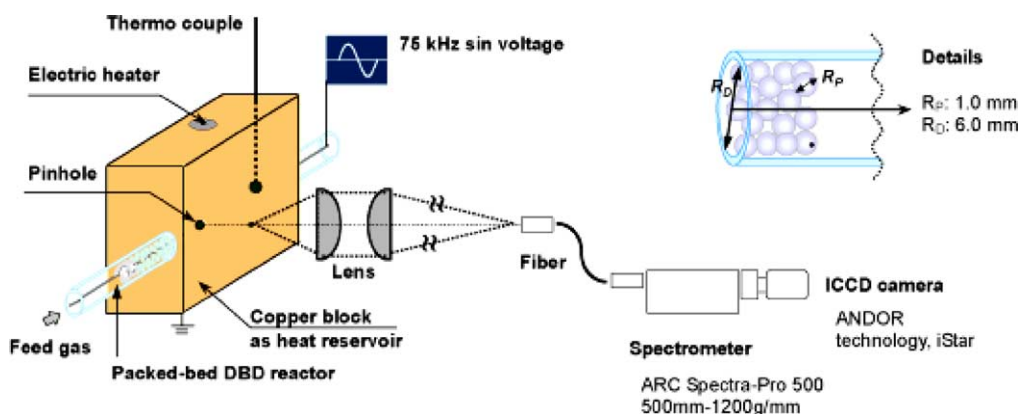 Thermo couple
75 kHz sin voltage
Electric heater
Pinhole
Feed gas
Packed-bed DBD reactor
Copper block
as heat reservoir
Lens
Fiber
Spectrometer
ARC Spectra-Pro 500
500mm-1200g/mm
ICCD camera
ANDOR
technology, iStar
Details
R_D
R_P
R_P: 1.0 mm
R_D: 6.0 mm